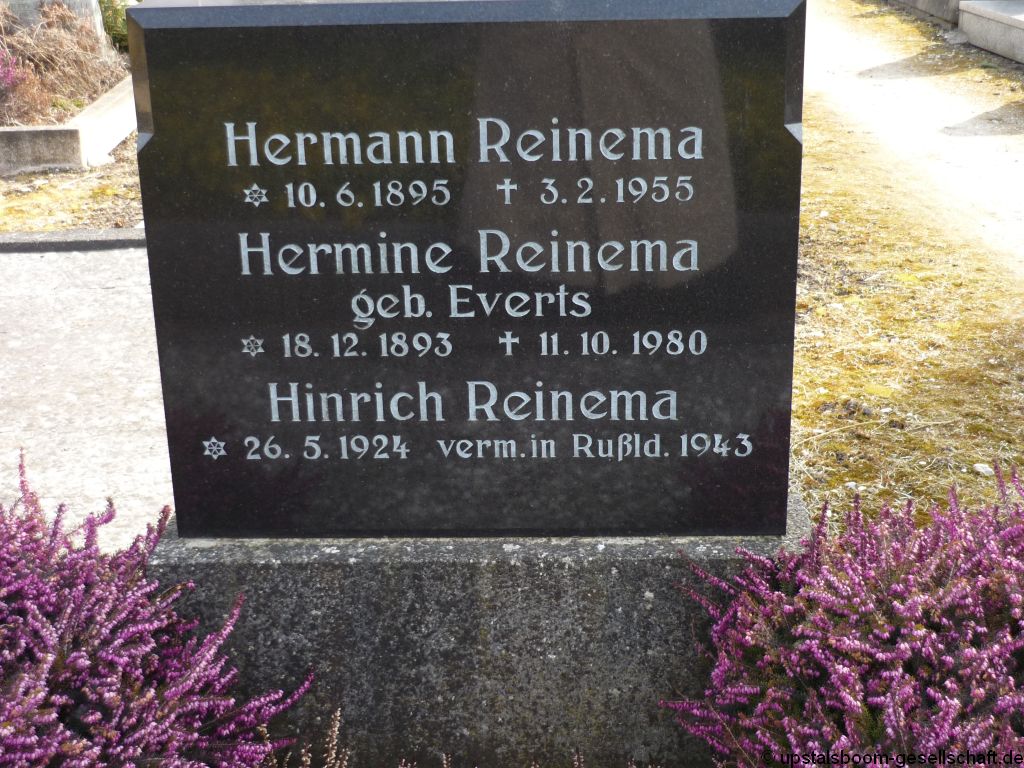 Hermann Reinema
✡ 10. 6. 1895 † 3. 2. 1955
Hermine Reinema
geb. Everts
✡ 18. 12. 1893 † 11. 10. 1980
Hinrich Reinema
✡ 26. 5. 1924 verm. in Rußld. 1943
© upstalsboom-gesellschaft.de